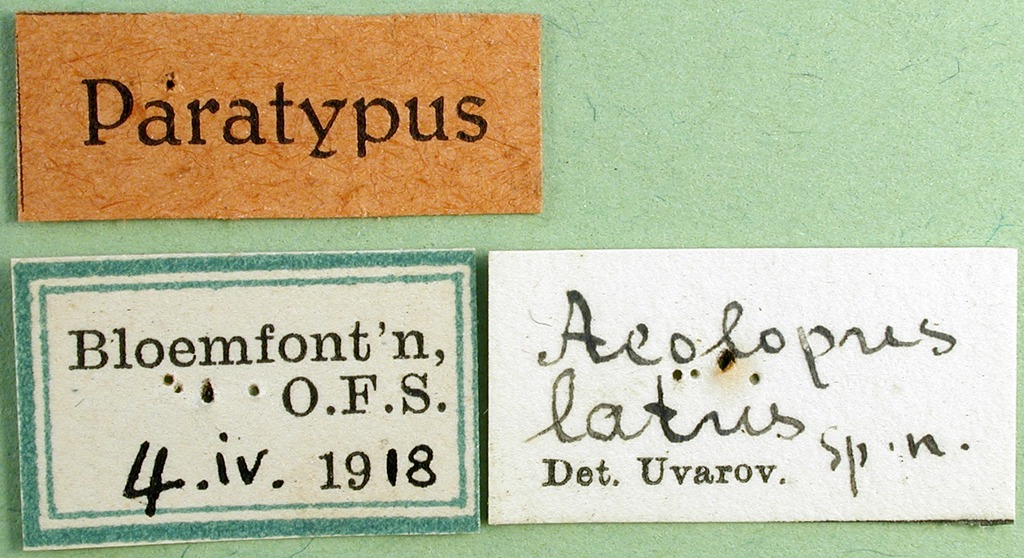 Paratypus
Bloemfont'n,
O.F.S.
4.iv. 1918
Aeolopus
latus
sp.n.
Det. Uvarov.